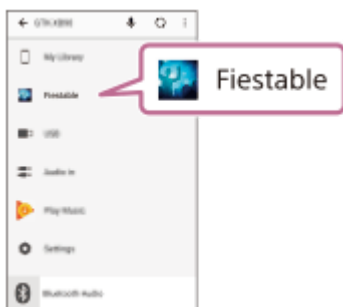 GTK-XB90
My Library
Fiestable
Fiestable
USB
Audio in
Play Music
Settings
Bluetooth Audio